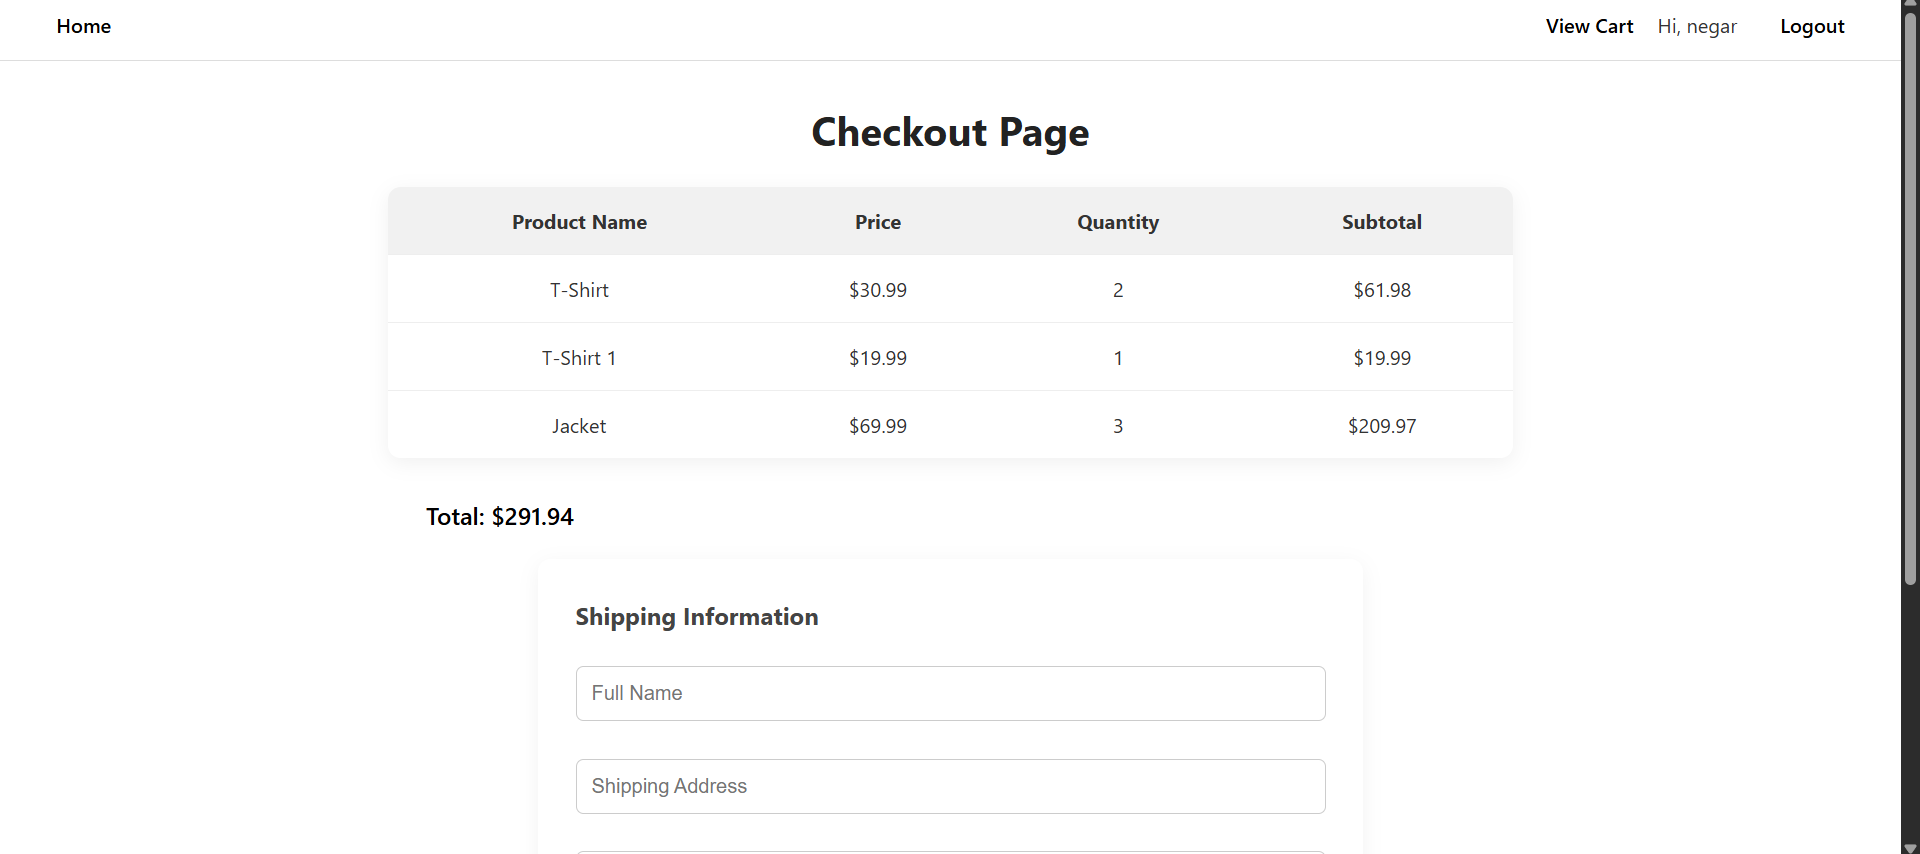 Home View Cart Hi, negar Logout
Checkout Page
Product Name Price Quantity Subtotal
T-Shirt $30.99 2 $61.98
T-Shirt 1 $19.99 1 $19.99
Jacket $69.99 3 $209.97
Total: $291.94
Shipping Information
Full Name
Shipping Address